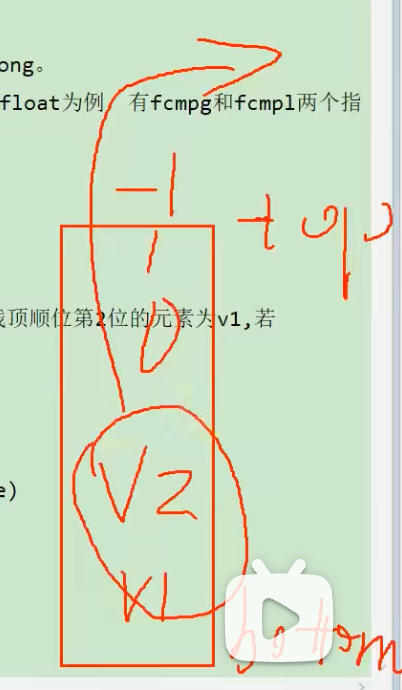 ong。
float为例, 有fcmpg和fcmpl两个指
-1
top
1
0
顶顺位第2位的元素为v1,若
V2
e)
V1
bottom